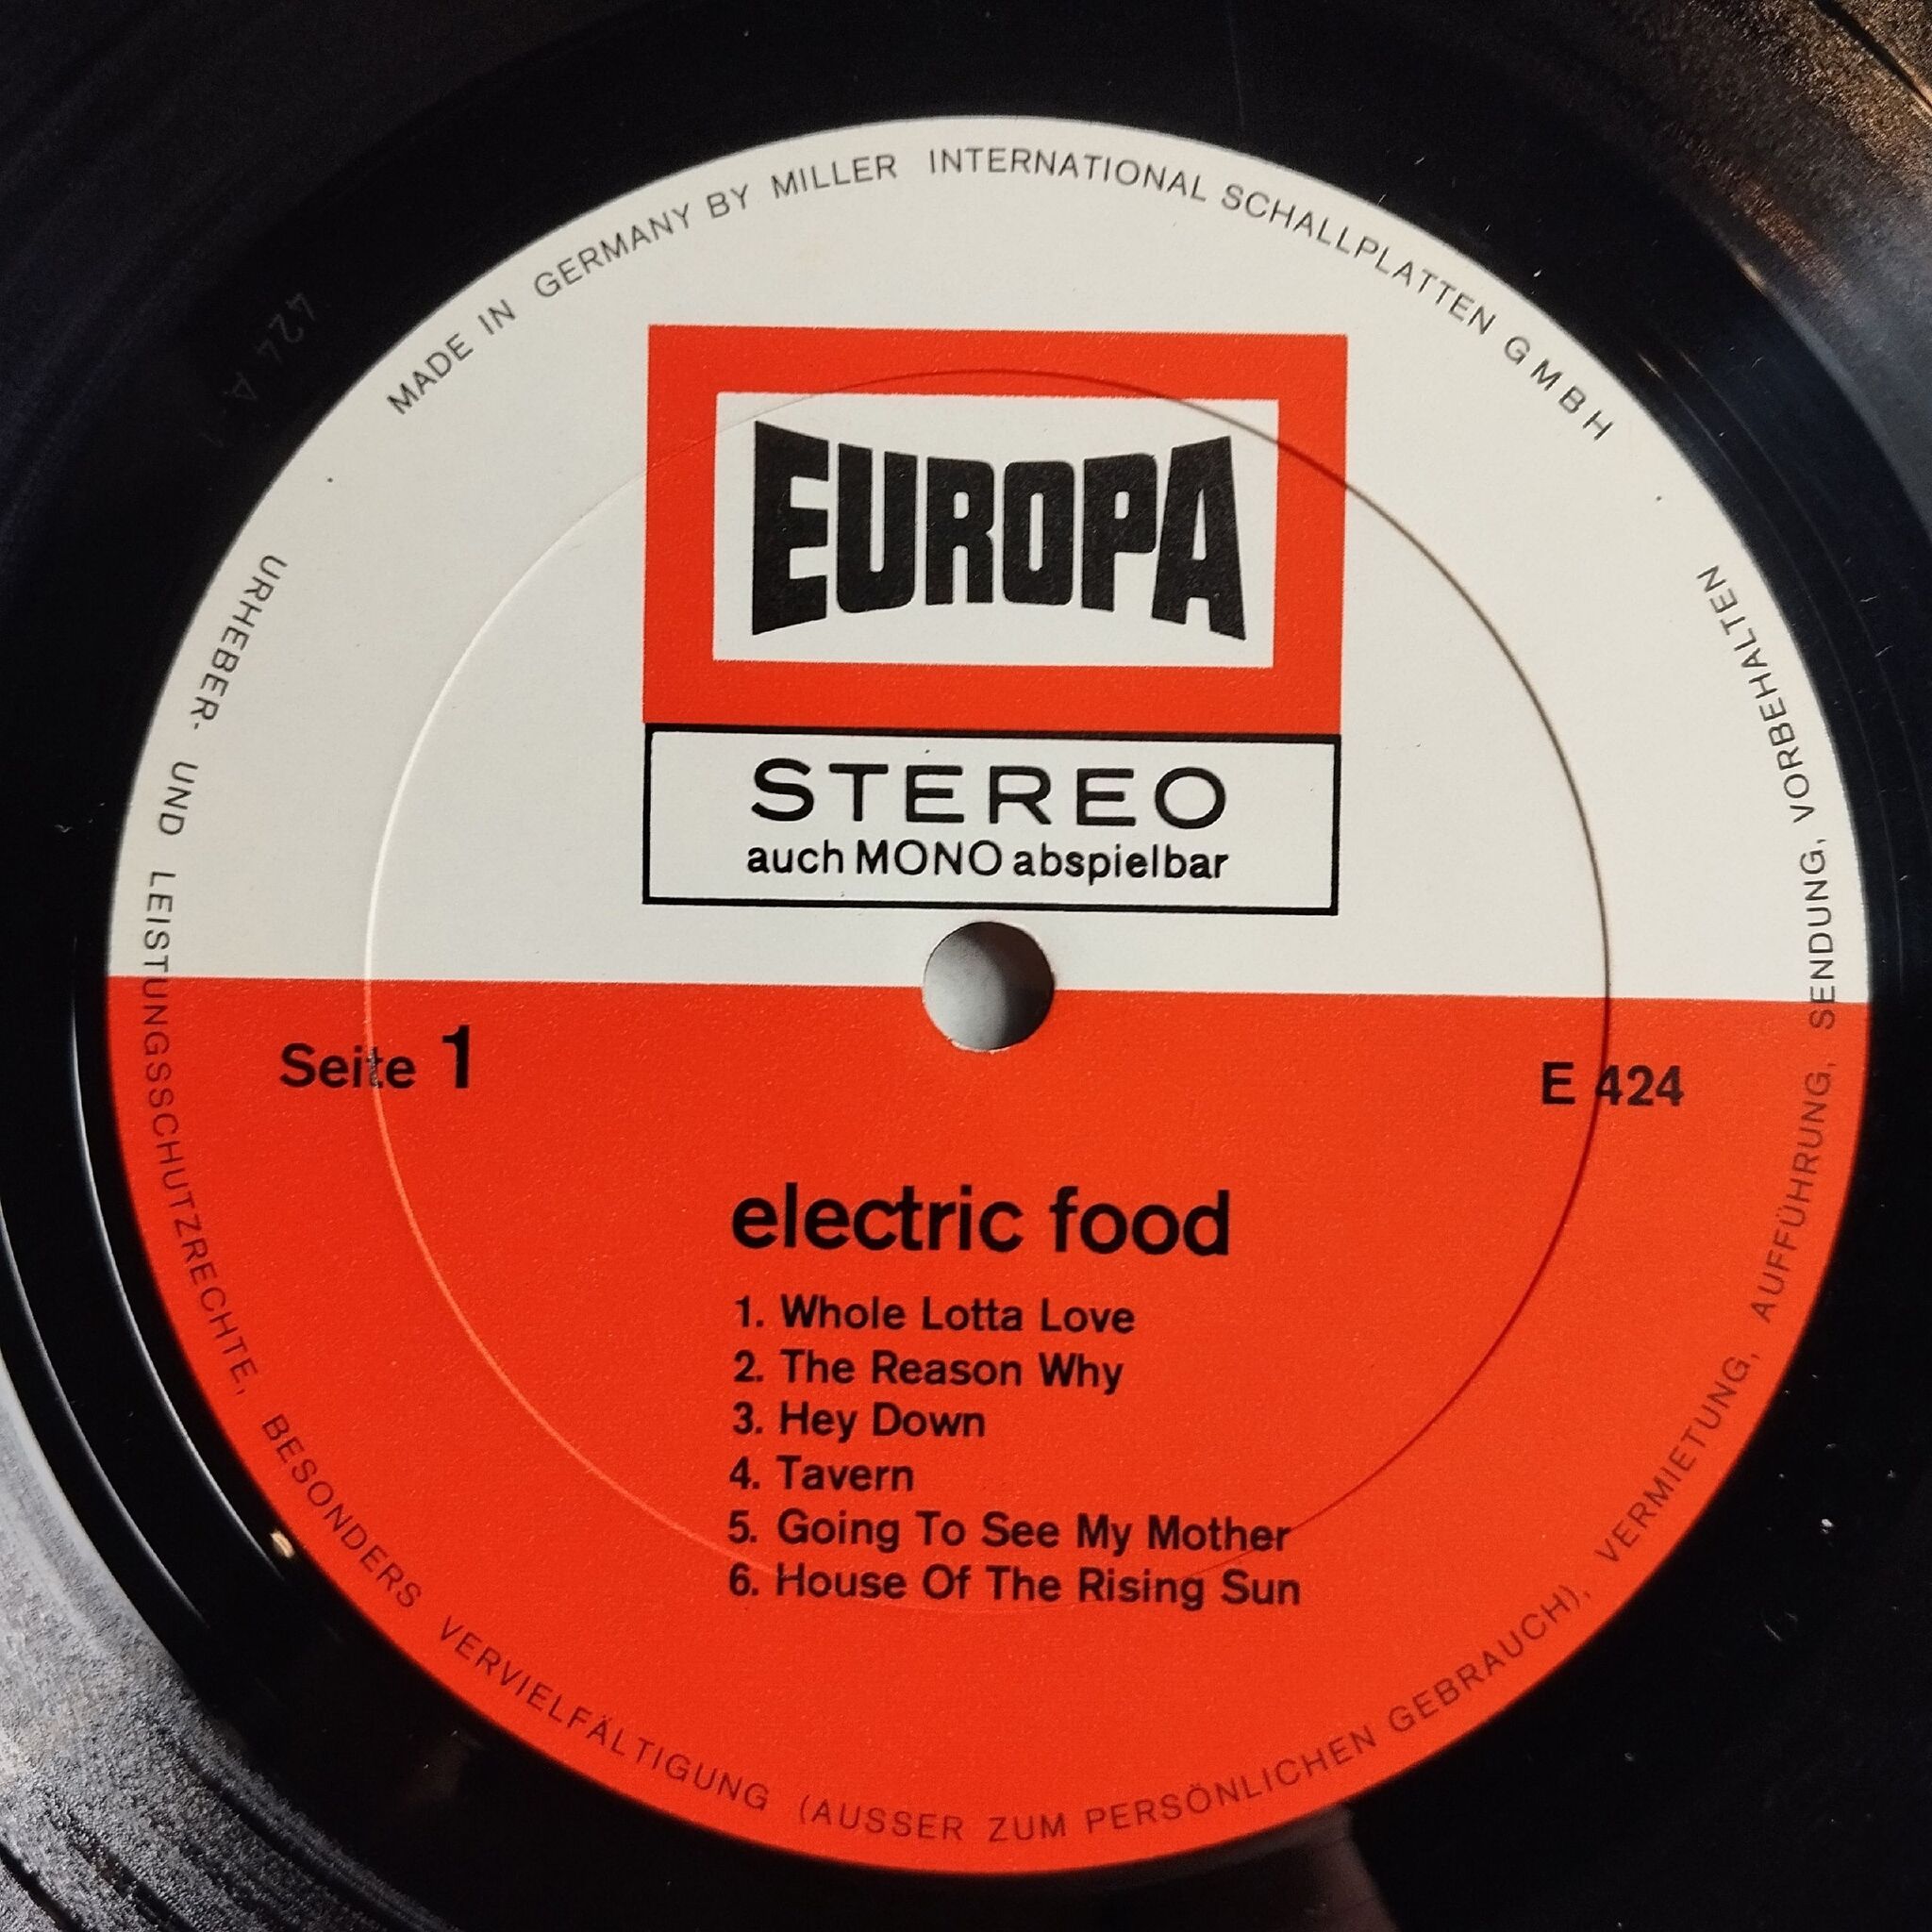 MADE IN GERMANY BY MILLER INTERNATIONAL SCHALLPLATTEN GMBH
EUROPA
STEREO
auch MONO abspielbar
Seite 1
E 424
electric food
1. Whole Lotta Love
2. The Reason Why
3. Hey Down
4. Tavern
5. Going To See My Mother
6. House Of The Rising Sun
URHEBER- UND LEISTUNGSSCHUTZRECHTE, BESONDERS VERVIELFÄLTIGUNG (AUSSER ZUM PERSÖNLICHEN GEBRAUCH), VERMIETUNG, AUFFÜHRUNG, SENDUNG, VORBEHALTEN
424 A